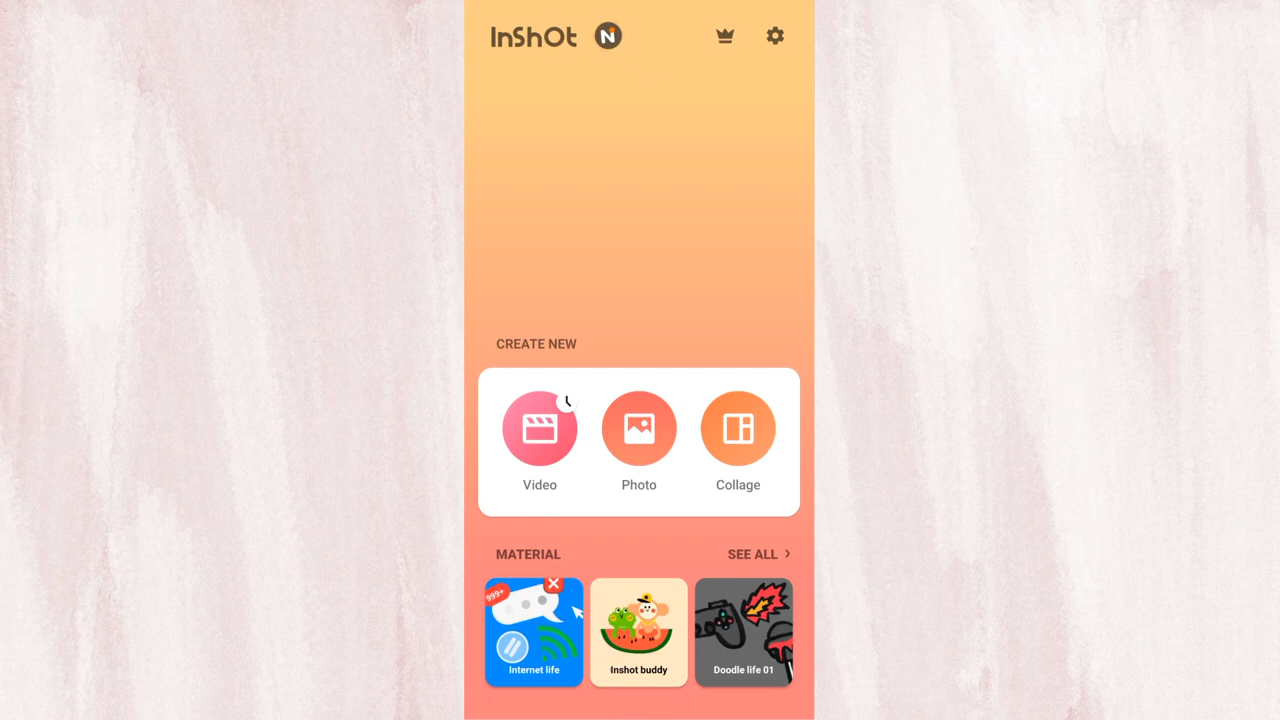 InShOt N
CREATE NEW
Video Photo Collage
MATERIAL SEE ALL >
999+
Internet life Inshot buddy Doodle life 01